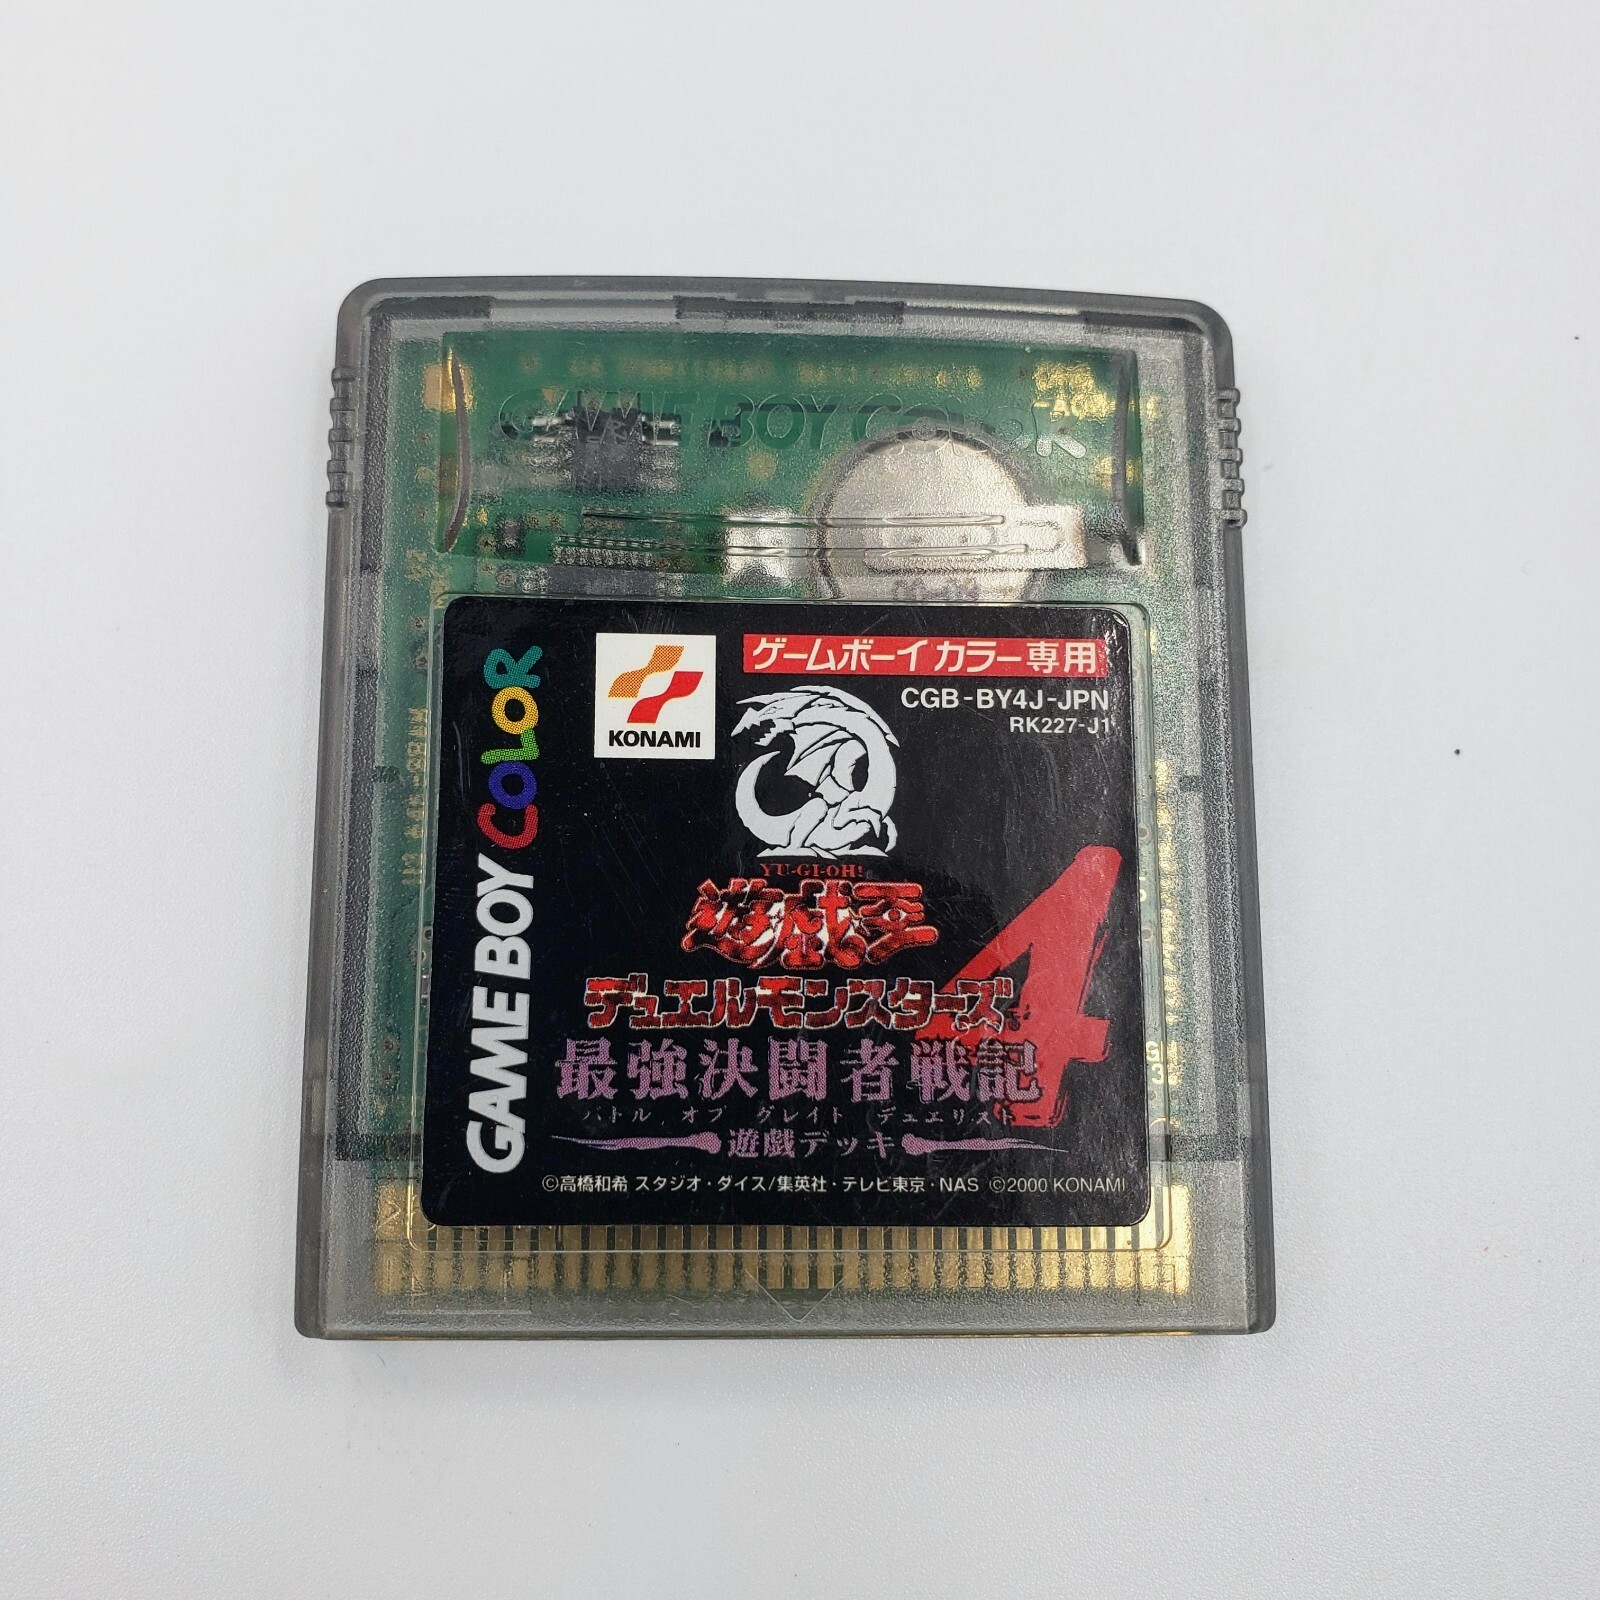 GAME BOY COLOR
GAME BOY COLOR
KONAMI
ゲームボーイカラー専用
CGB-BY4J-JPN
RK227-J1
YU-GI-OH!
遊戯王
デュエルモンスターズ
4
最強決闘者戦記
バトル オブ グレイト デュエリスト
遊戯デッキ
©高橋和希 スタジオ・ダイス/集英社・テレビ東京・NAS ©2000 KONAMI